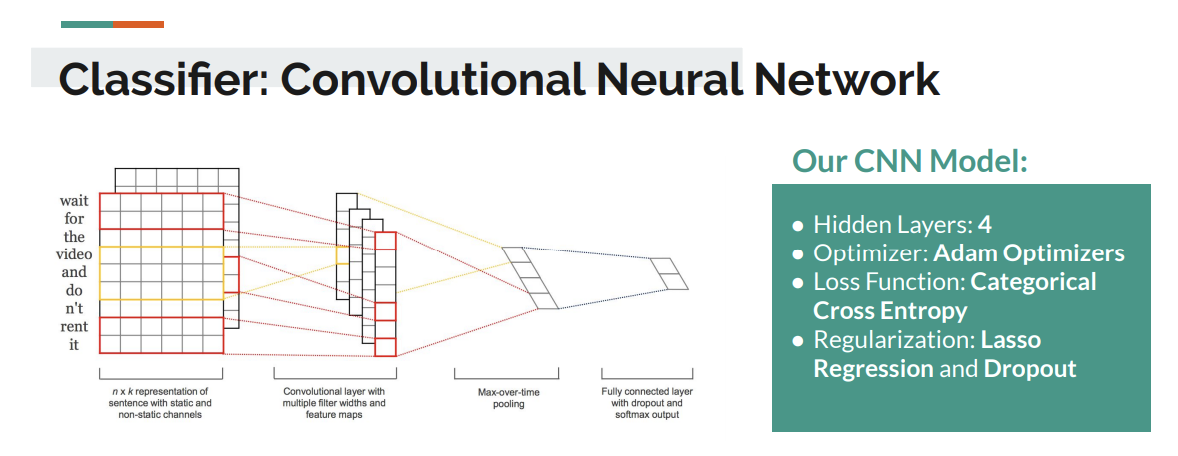 Classifier: Convolutional Neural Network
wait
for
the
video
and
do
n't
rent
it
n x k representation of
sentence with static and
non-static channels
Convolutional layer with
multiple filter widths and
feature maps
Max-over-time
pooling
Fully connected layer
with dropout and
softmax output
Our CNN Model:
● Hidden Layers: 4
● Optimizer: Adam Optimizers
● Loss Function: Categorical
Cross Entropy
● Regularization: Lasso
Regression and Dropout